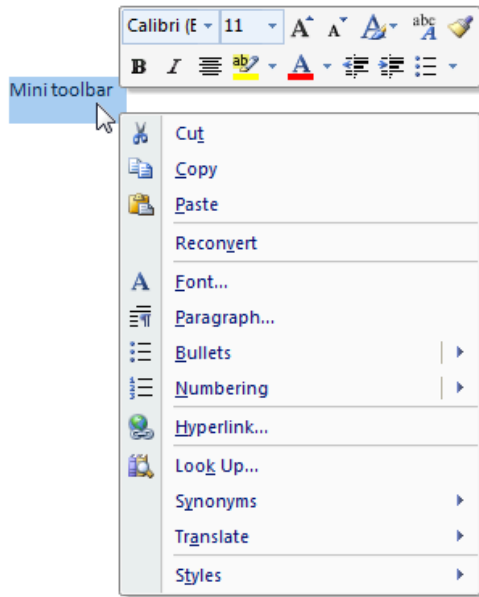 Calibri (E 11 A A A abc A
B I ab A
Mini toolbar
Cut
Copy
Paste
Reconvert
A Font...
Paragraph...
Bullets
Numbering
Hyperlink...
Look Up...
Synonyms
Translate
Styles